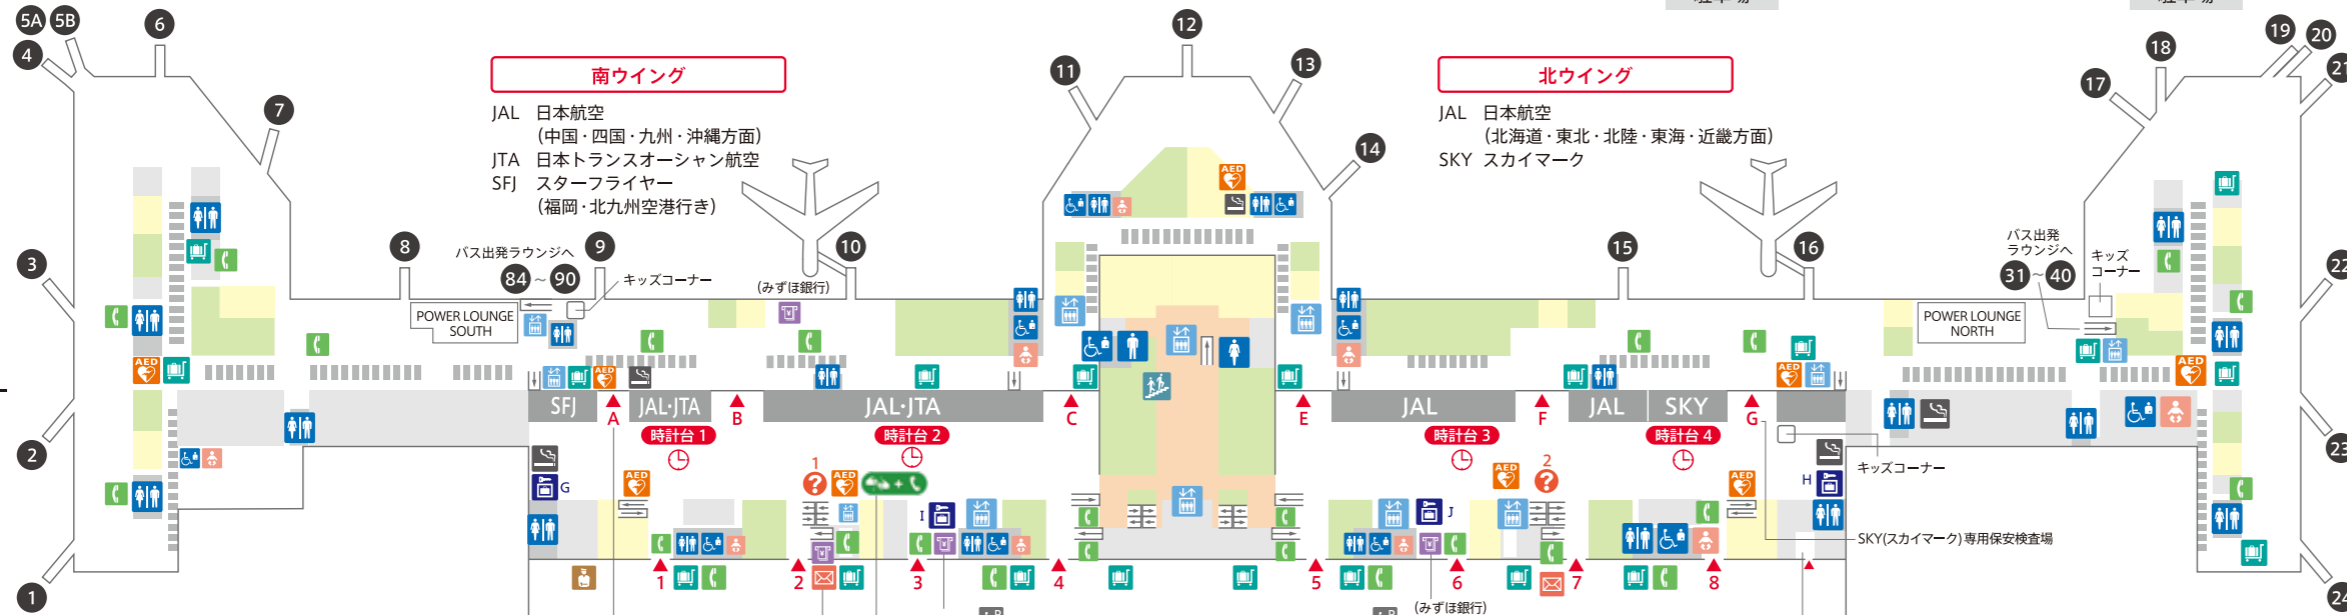 5A 5B
6
4
7
南ウイング
JAL 日本航空
(中国・四国・九州・沖縄方面)
JTA 日本トランスオーシャン航空
SFJ スターフライヤー
(福岡・北九州空港行き)
12
11
13
14
北ウイング
JAL 日本航空
(北海道・東北・北陸・東海・近畿方面)
SKY スカイマーク
19 20
18
21
17
3
8
バス出発ラウンジへ
84 ~ 90
9
キッズコーナー
(みずほ銀行)
10
15
16
バス出発
ラウンジへ
31 ~ 40
キッズ
コーナー
22
POWER LOUNGE
SOUTH
POWER LOUNGE
NORTH
AED
AED
AED
AED
AED
SFJ
A
JAL・JTA
B
JAL・JTA
C
E
JAL
F
JAL
SKY
G
時計台 1
時計台 2
時計台 3
時計台 4
2
23
キッズコーナー
G
AED
1
?
AED
+
I
J
AED
2
?
AED
H
SKY(スカイマーク)専用保安検査場
1
1
2
3
4
5
6
7
8
24
(みずほ銀行)